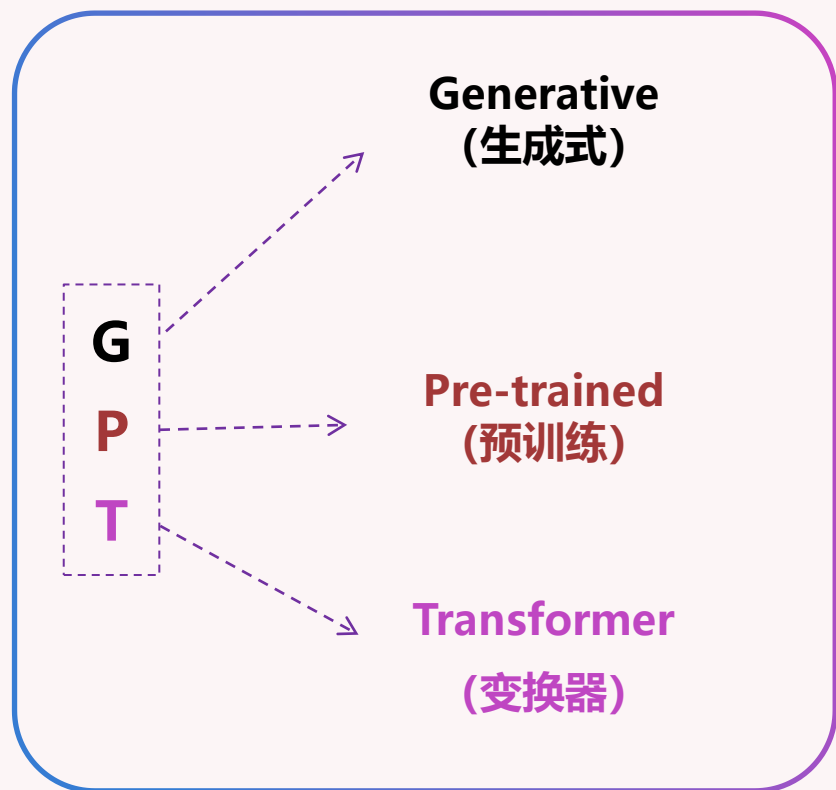 Generative
(生成式)
G
P
T
Pre-trained
(预训练)
Transformer
(变换器)